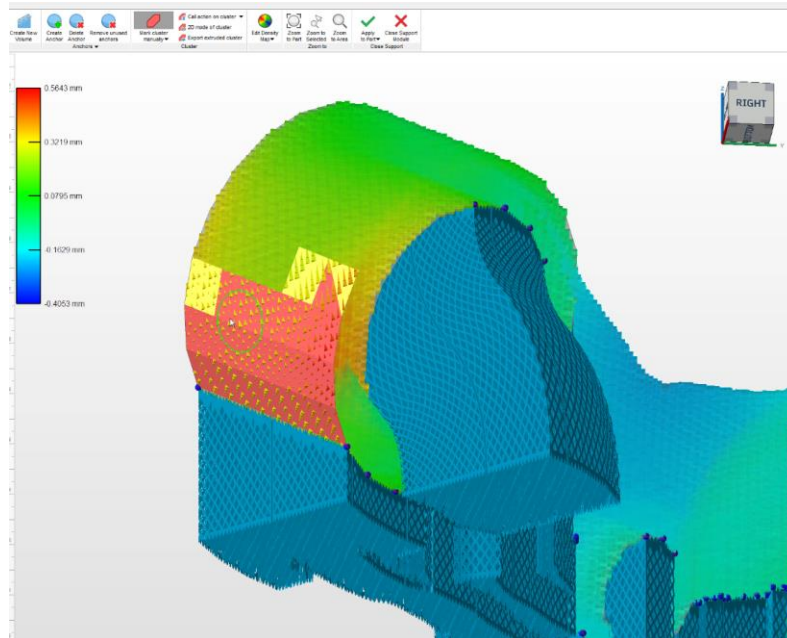 Create New
Volume
Create
Anchor
Delete
Anchor
Remove unused
anchors
Anchors
Mark cluster
manually
Call action on cluster
2D mode of cluster
Export extruded cluster
Cluster
Edit Density
Map
Zoom
to Part
Zoom to
Selected
Zoom
to Area
Zoom to
Apply
to Part
Close Support
Module
Close Support
0.5643 mm
0.3219 mm
0.0795 mm
-0.1629 mm
-0.4053 mm
Z
RIGHT
Y